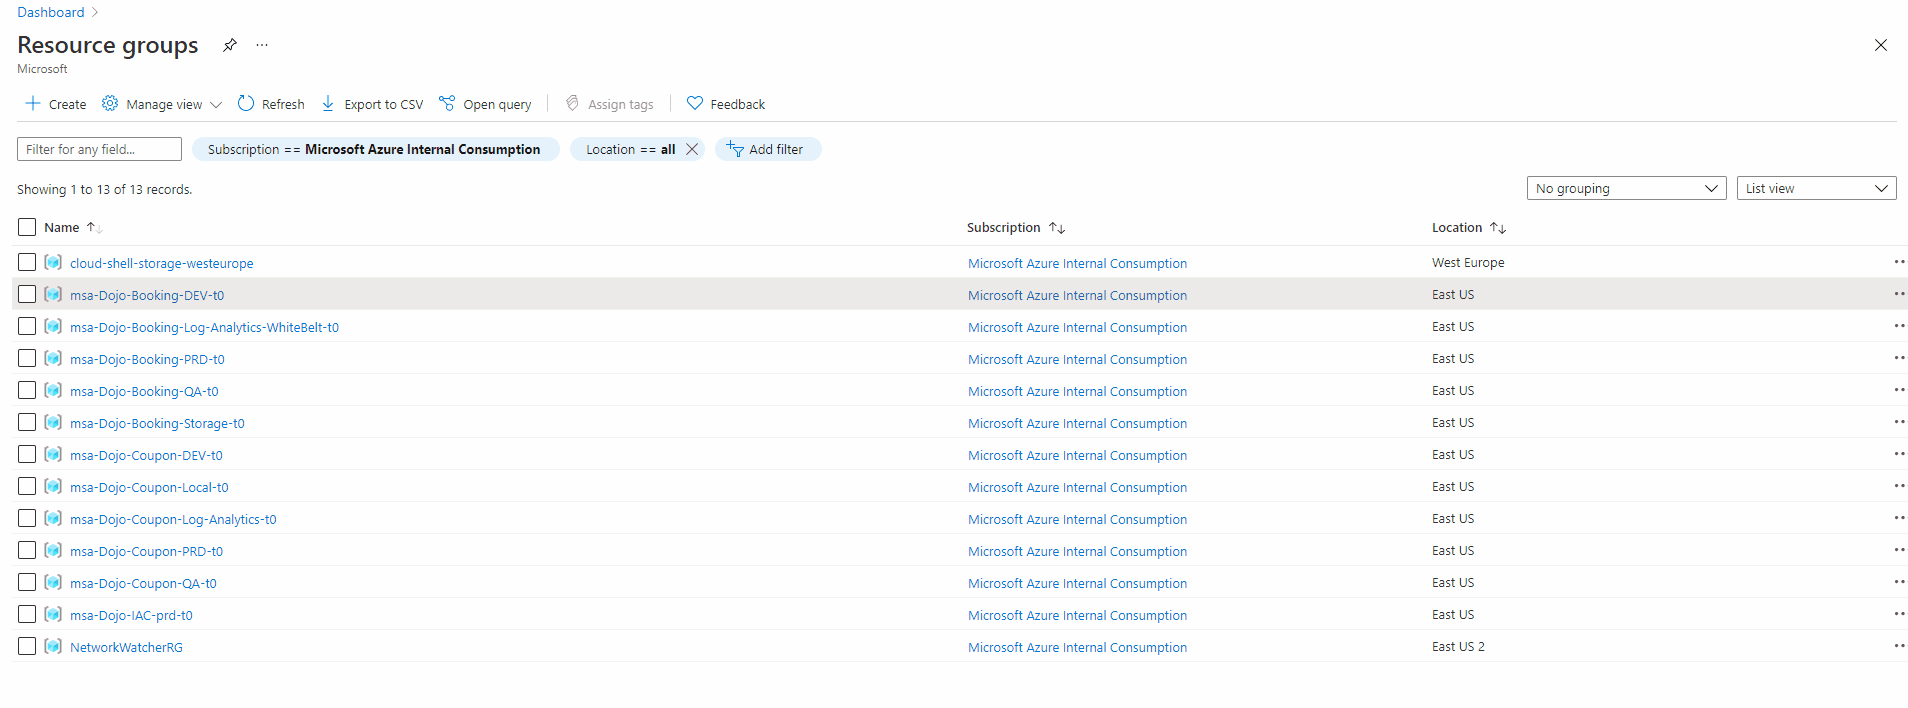 Dashboard
Resource groups
Microsoft
Create Manage view Refresh Export to CSV Open query Assign tags Feedback
Filter for any field... Subscription == Microsoft Azure Internal Consumption Location == all Add filter
Showing 1 to 13 of 13 records. No grouping List view
Name Subscription Location
cloud-shell-storage-westeurope Microsoft Azure Internal Consumption West Europe
msa-Dojo-Booking-DEV-t0 Microsoft Azure Internal Consumption East US
msa-Dojo-Booking-Log-Analytics-WhiteBelt-t0 Microsoft Azure Internal Consumption East US
msa-Dojo-Booking-PRD-t0 Microsoft Azure Internal Consumption East US
msa-Dojo-Booking-QA-t0 Microsoft Azure Internal Consumption East US
msa-Dojo-Booking-Storage-t0 Microsoft Azure Internal Consumption East US
msa-Dojo-Coupon-DEV-t0 Microsoft Azure Internal Consumption East US
msa-Dojo-Coupon-Local-t0 Microsoft Azure Internal Consumption East US
msa-Dojo-Coupon-Log-Analytics-t0 Microsoft Azure Internal Consumption East US
msa-Dojo-Coupon-PRD-t0 Microsoft Azure Internal Consumption East US
msa-Dojo-Coupon-QA-t0 Microsoft Azure Internal Consumption East US
msa-Dojo-IAC-prd-t0 Microsoft Azure Internal Consumption East US
NetworkWatcherRG Microsoft Azure Internal Consumption East US 2